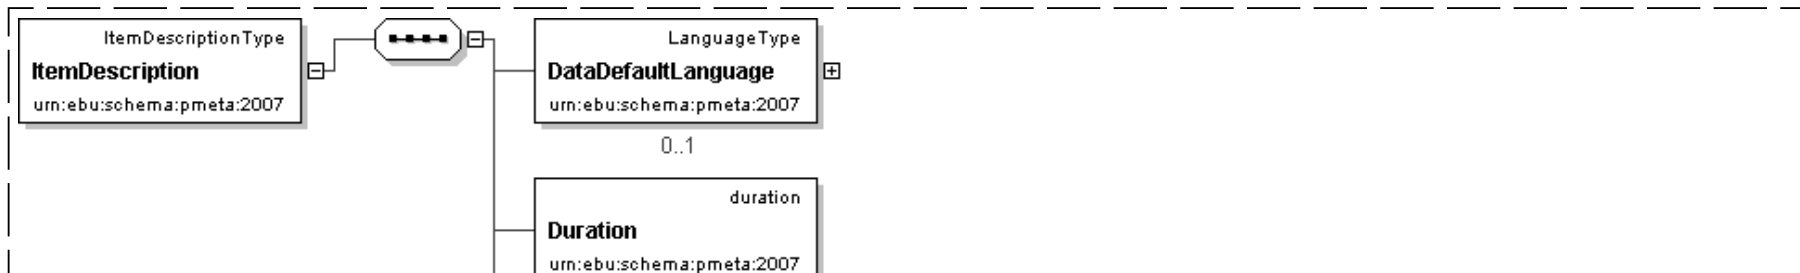 ItemDescriptionType
ItemDescription
urn:ebu:schema:pmeta:2007
LanguageType
DataDefaultLanguage
urn:ebu:schema:pmeta:2007
0..1
duration
Duration
urn:ebu:schema:pmeta:2007